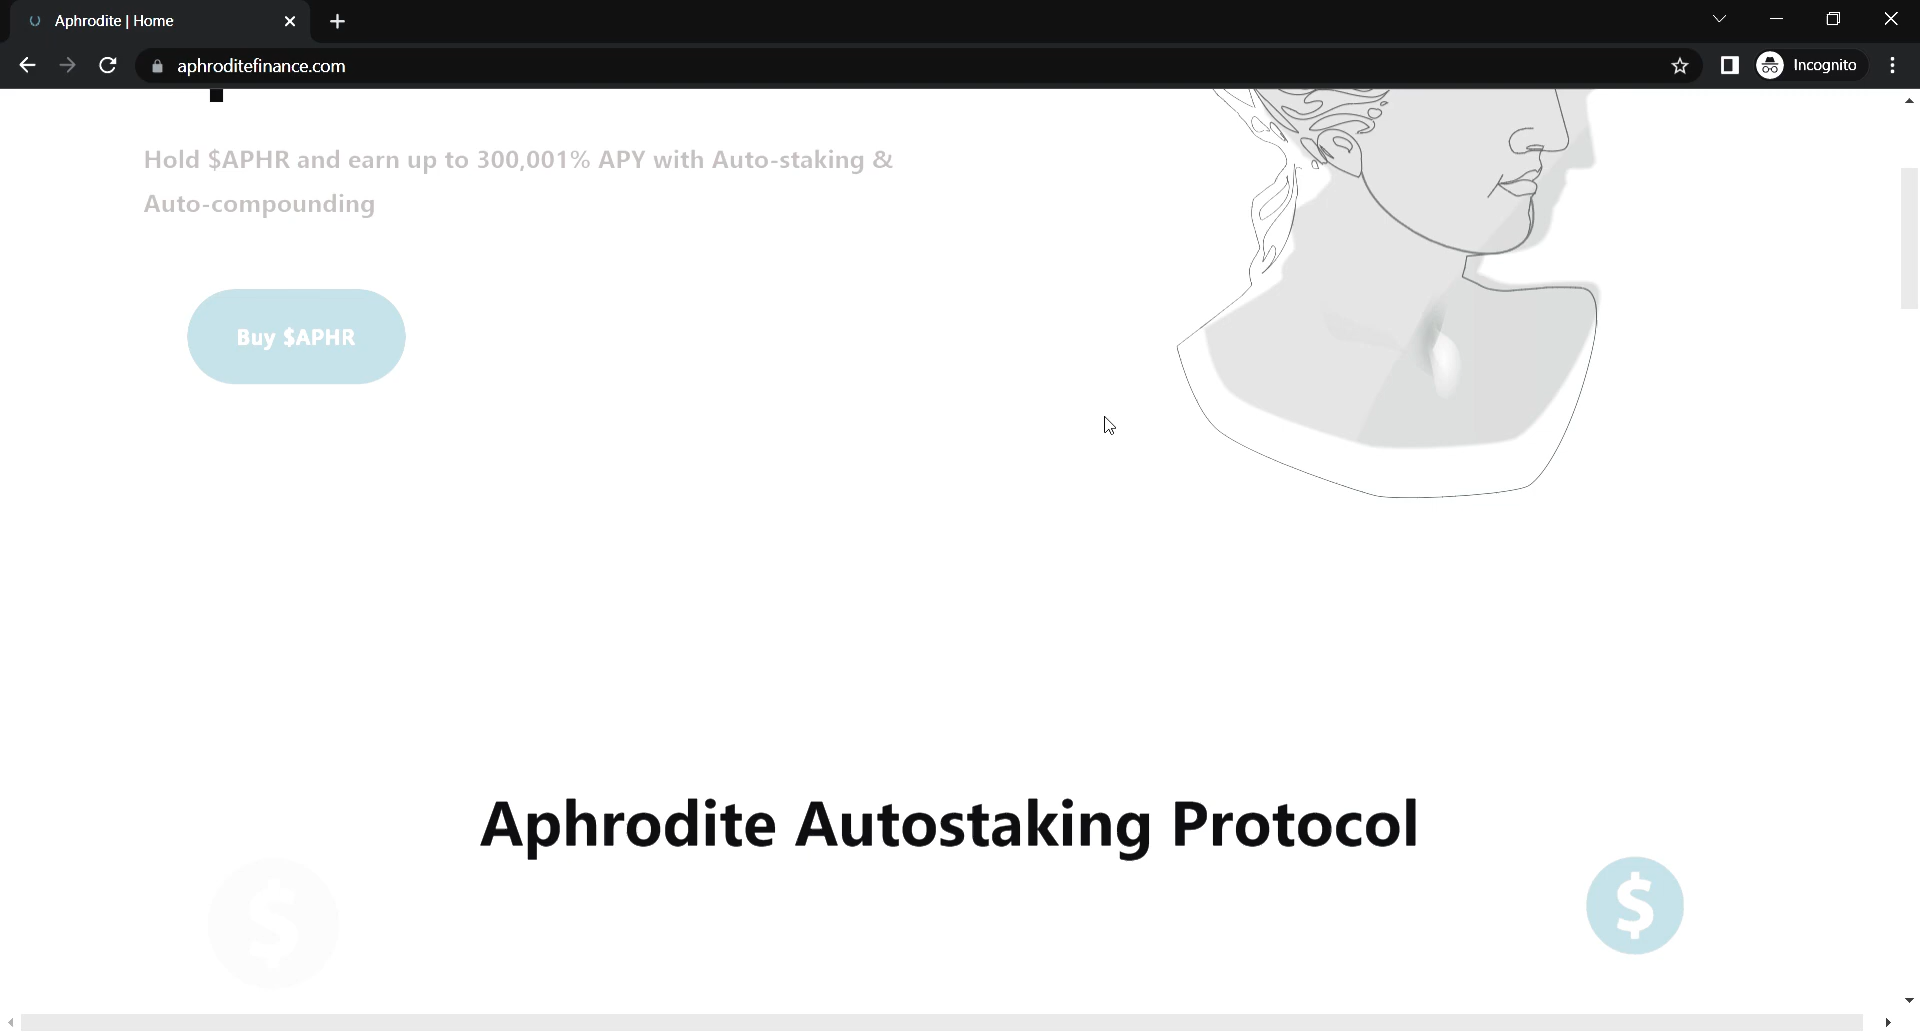 Aphrodite | Home
aphroditefinance.com
Incognito
Hold $APHR and earn up to 300,001% APY with Auto-staking &
Auto-compounding
Buy $APHR
Aphrodite Autostaking Protocol
$
$